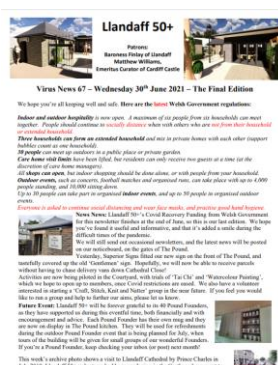 Llandaff 50+
Patrons:
Baroness Finlay of Llandaff
Matthew Williams,
Emeritus Curator of Cardiff Castle
Virus News 67 – Wednesday 30th June 2021 – The Final Edition
We hope you're all keeping well and safe. Here are the latest Welsh Government regulations:
Indoor and outdoor hospitality is now open. A maximum of six people from six households can meet
together. People should continue to socially distance when with others who are not from their household
or extended household
Three households can form an extended household and mix in private homes with each other (support
bubbles count as one household)
30 people can meet up outdoors in a public place or private garden.
Care home visit limits have been lifted, but residents can only receive two guests at a time (at the
discretion of care home managers).
All shops can open, but indoor shopping should be done alone, or with people from your household.
Outdoor events, such as concerts, football matches and organised runs, can take place with up to 4,000
people standing, and 10,000 sitting down
Up to 30 people can take part in organised indoor events, and up to 50 people in organised outdoor
events.
Everyone is asked to continue social distancing and wear face masks, and practise good hand hygiene
News News: Llandaff 50+'s Covid Recovery Funding from Welsh Government
for this newsletter finishes at the end of June, so this is our last edition. We hope
you've found it useful and informative, and that it's added a smile during the
difficult times of the pandemic.
We will still send out occasional newsletters, and the latest news will be posted
on our noticeboard, on the gates of The Pound.
Yesterday, Superior Signs fitted our new sign on the front of The Pound, and
tastefully covered up the old 'Gentlemen' sign. Hopefully, we will now be able to receive parcels
without having to chase delivery vans down Cathedral Close!
Activities are now being piloted in the Courtyard, with trials of 'Tai Chi' and 'Watercolour Painting',
which we hope to open up to members, once Covid restrictions are eased. We also have a volunteer
interested in starting a 'Craft, Stitch, Knit and Natter' group in the near future. If you feel you would
like to run a group and help to further our aims, please let us know.
Future Event: Llandaff 50+ will be forever grateful to its 40 Pound Founders,
as they have supported us during this eventful time, both financially and with
encouragement and advice. Each Pound Founder has their own mug and they
are now on display in The Pound kitchen. They will be used for refreshments
during the outdoor Pound Founder event that is being planned for July, when
tours of the building will be given for small groups of our wonderful Founders.
If you're a Pound Founder, keep checking your inbox (or post) next month!
This week's archive photo shows a visit to Llandaff Cathedral by Prince Charles in